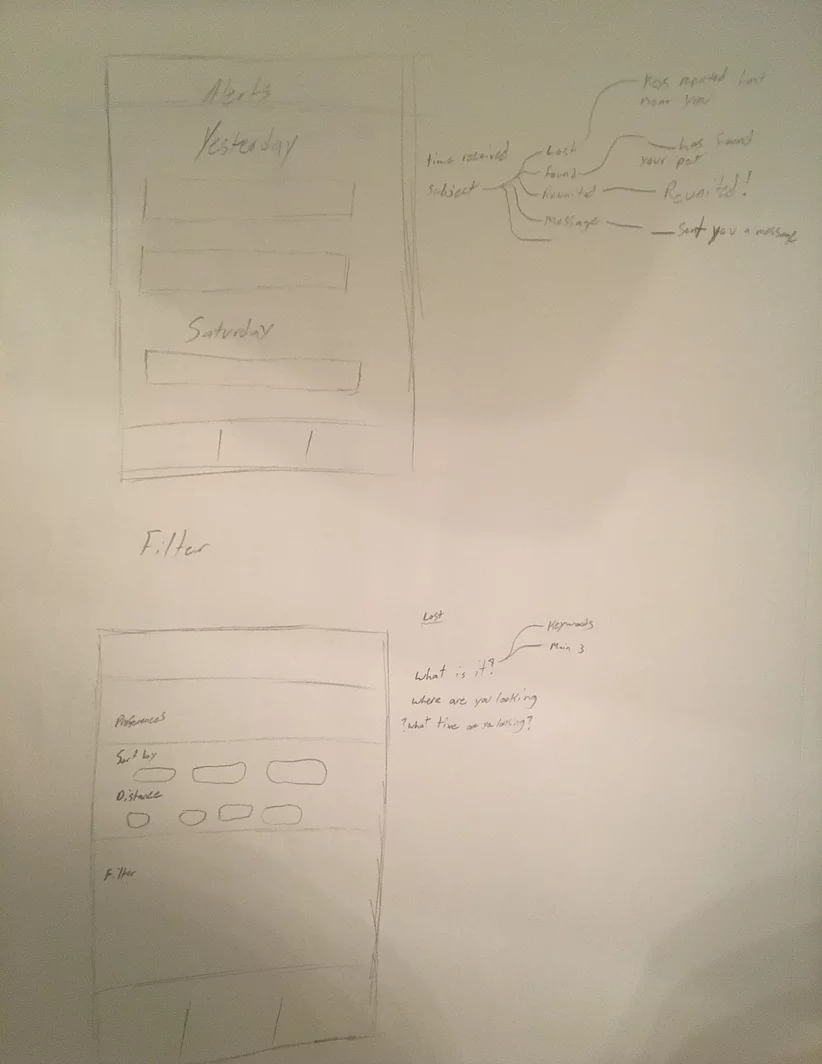 Alerts
Yesterday
Saturday
time received
subject
Lost
Found
Reunited
Message
Keys reported lost
near you
has found
your
Reunited!
Sent you a message
Filter
Preferences
Sort by
Distance
Filter
Lost
What is it?
Keywords
Main 3
where are you looking
?what time are you looking?